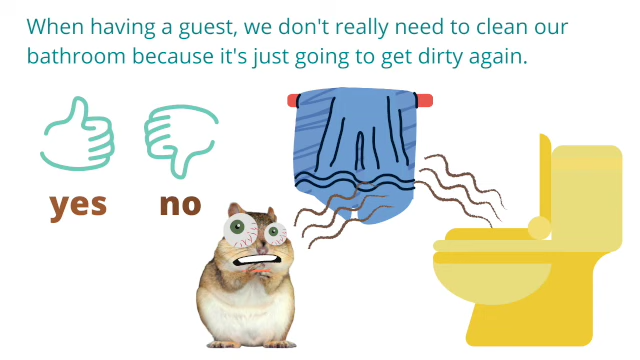 When having a guest, we don't really need to clean our
bathroom because it's just going to get dirty again.
yes no